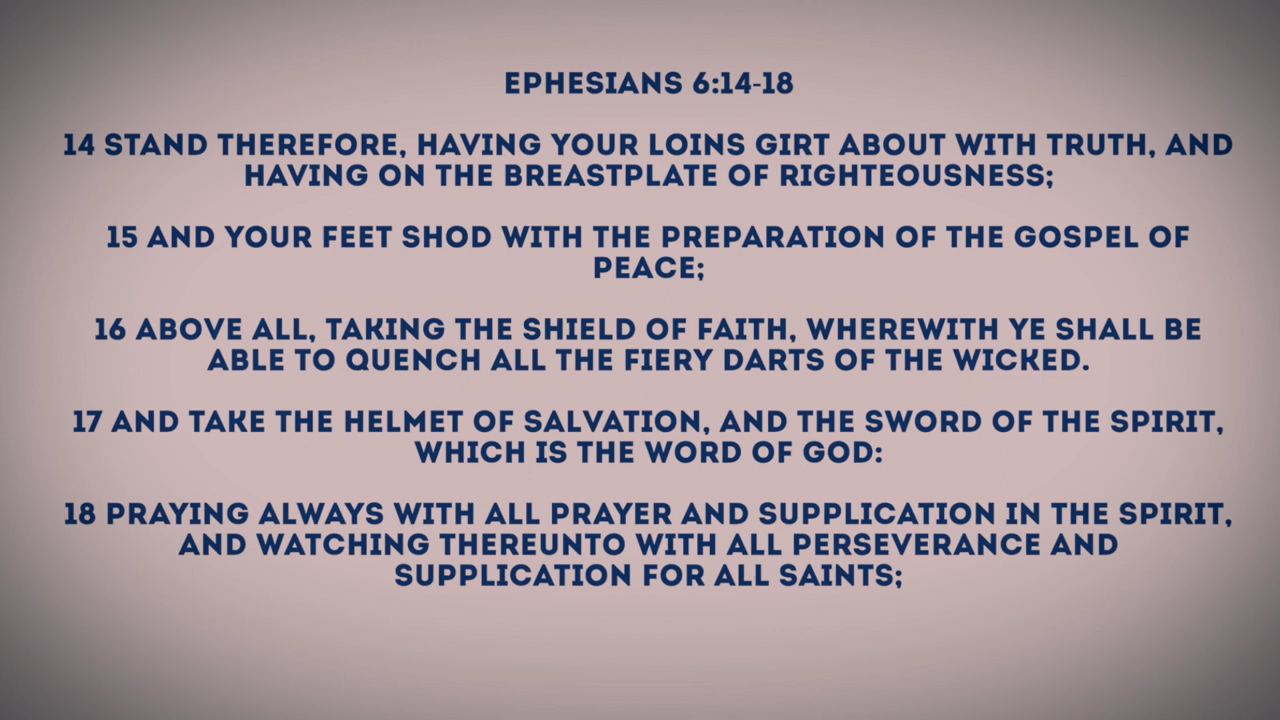 EPHESIANS 6:14-18
14 STAND THEREFORE, HAVING YOUR LOINS GIRT ABOUT WITH TRUTH, AND
HAVING ON THE BREASTPLATE OF RIGHTEOUSNESS;
15 AND YOUR FEET SHOD WITH THE PREPARATION OF THE GOSPEL OF
PEACE;
16 ABOVE ALL, TAKING THE SHIELD OF FAITH, WHEREWITH YE SHALL BE
ABLE TO QUENCH ALL THE FIERY DARTS OF THE WICKED.
17 AND TAKE THE HELMET OF SALVATION, AND THE SWORD OF THE SPIRIT,
WHICH IS THE WORD OF GOD:
18 PRAYING ALWAYS WITH ALL PRAYER AND SUPPLICATION IN THE SPIRIT,
AND WATCHING THEREUNTO WITH ALL PERSEVERANCE AND
SUPPLICATION FOR ALL SAINTS;